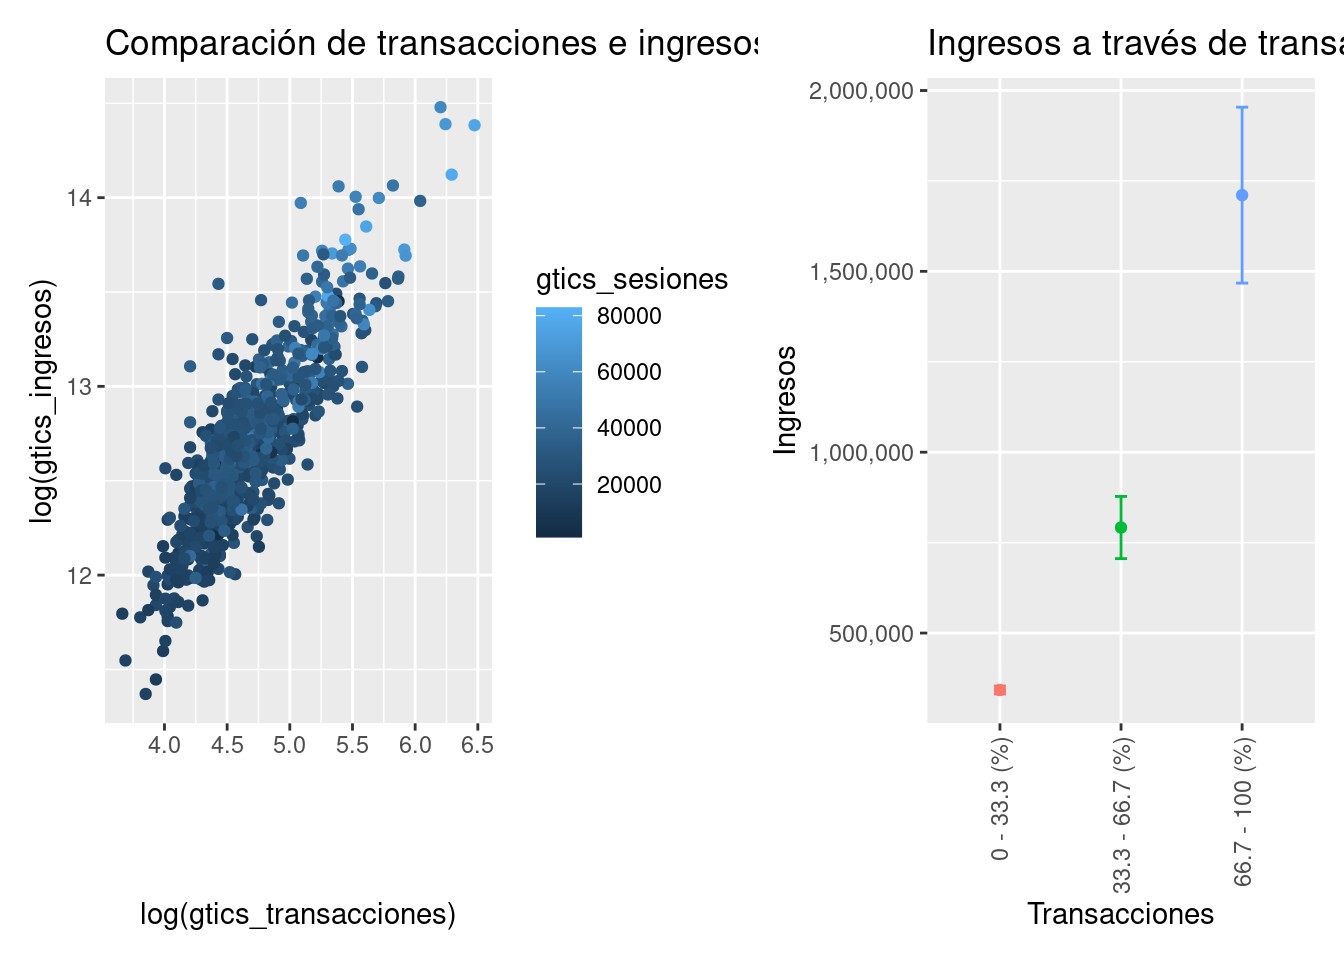 Comparación de transacciones e ingresos
log(gtics_ingresos)
14
13
12
4.0 4.5 5.0 5.5 6.0 6.5
log(gtics_transacciones)
gtics_sesiones
80000
60000
40000
20000
Ingresos a través de transa
Ingresos
2,000,000
1,500,000
1,000,000
500,000
0 - 33.3 (%)
33.3 - 66.7 (%)
66.7 - 100 (%)
Transacciones